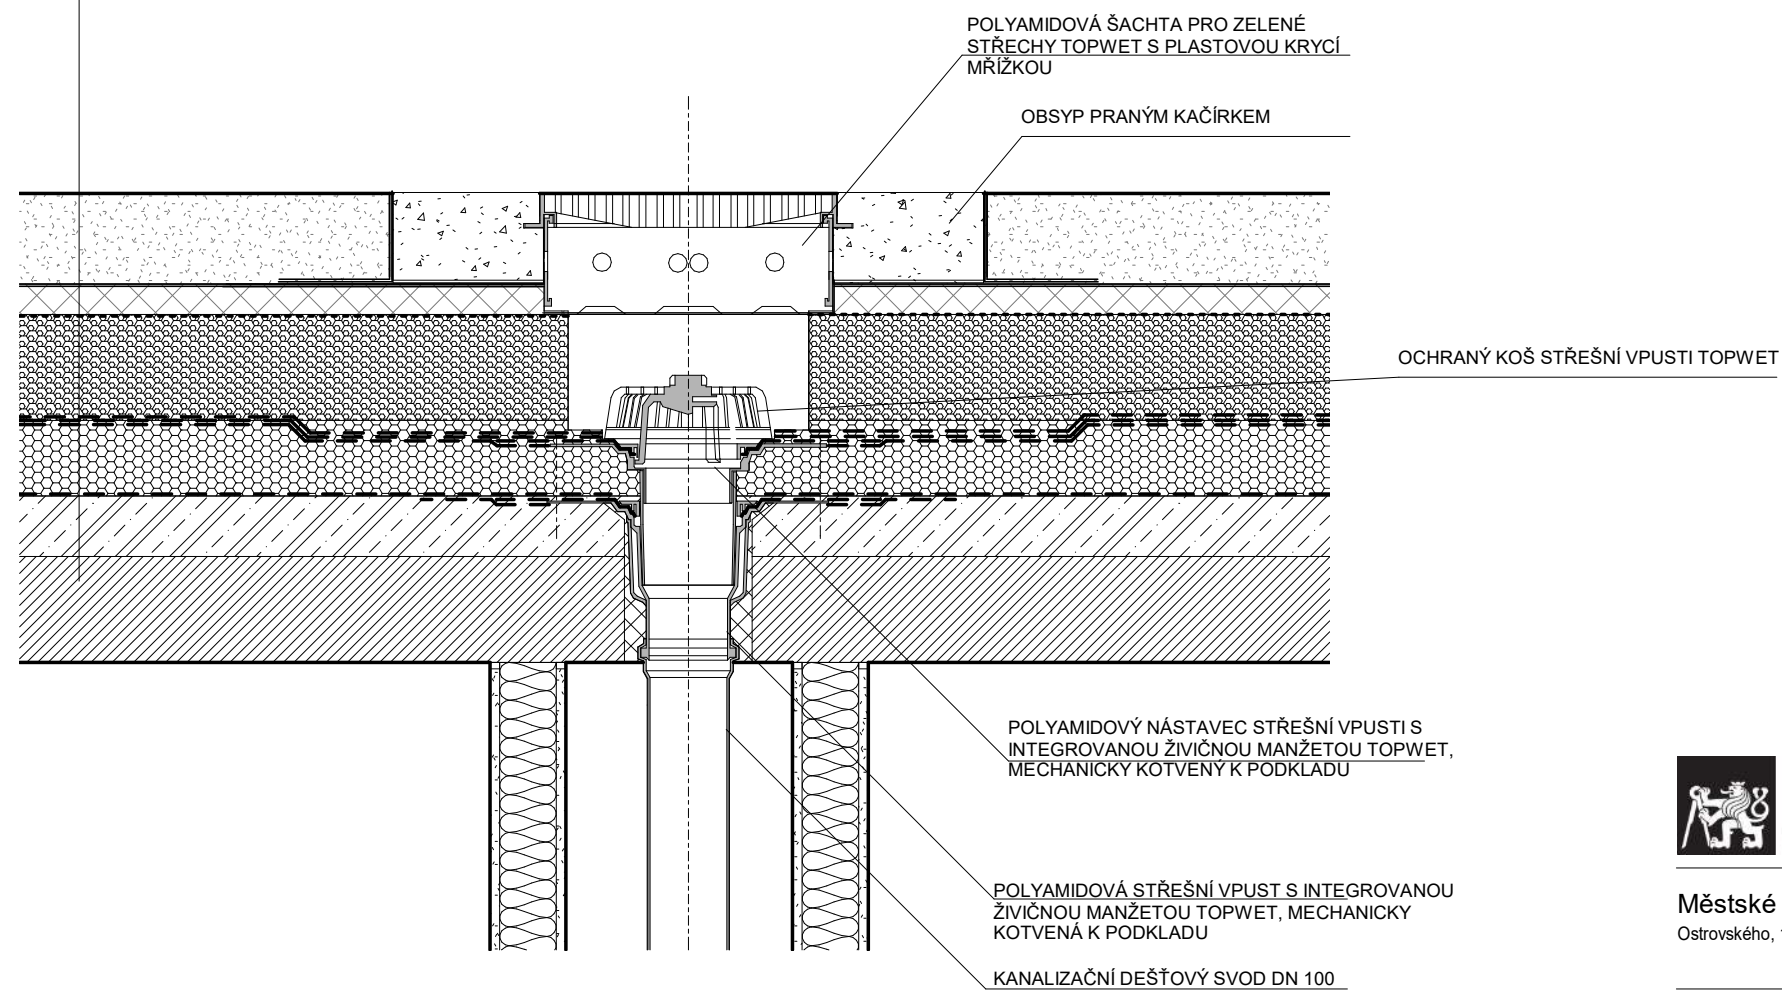 POLYAMIDOVÁ ŠACHTA PRO ZELENÉ
STŘECHY TOPWET S PLASTOVOU KRYCÍ
MŘÍŽKOU
OBSYP PRANÝM KAČÍRKEM
OCHRANÝ KOŠ STŘEŠNÍ VPUSTI TOPWET
POLYAMIDOVÝ NÁSTAVEC STŘEŠNÍ VPUSTI S
INTEGROVANOU ŽIVIČNOU MANŽETOU TOPWET,
MECHANICKY KOTVENÝ K PODKLADU
POLYAMIDOVÁ STŘEŠNÍ VPUST S INTEGROVANOU
ŽIVIČNOU MANŽETOU TOPWET, MECHANICKY
KOTVENÁ K PODKLADU
KANALIZAČNÍ DEŠŤOVÝ SVOD DN 100
Městské
Ostrovského,